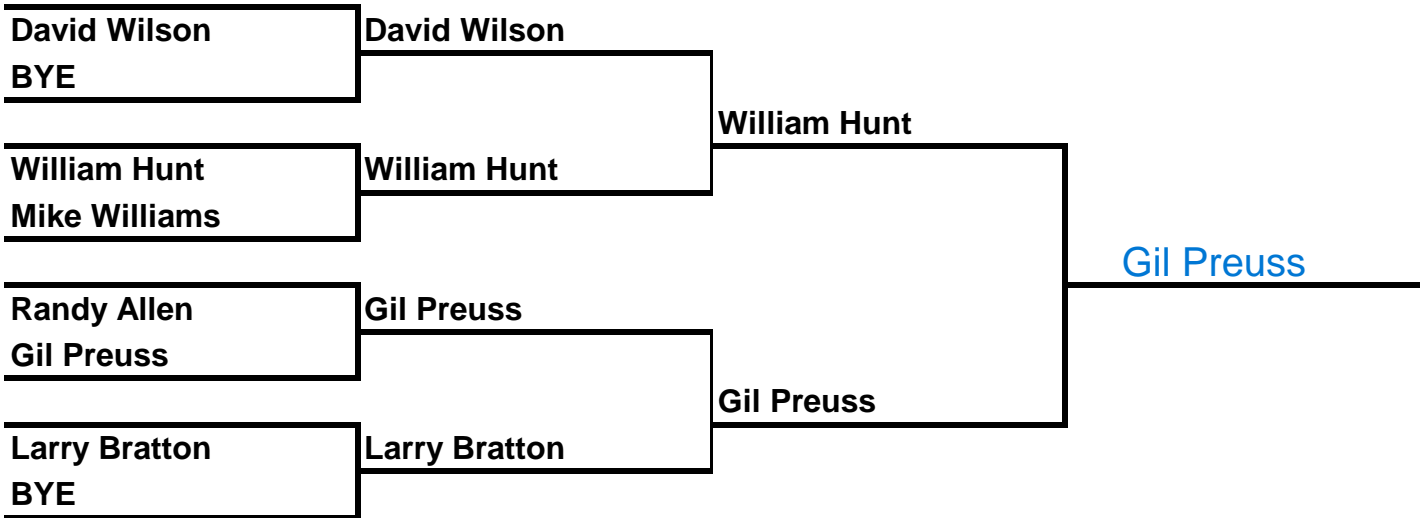 David Wilson
BYE
William Hunt
Mike Williams
Randy Allen
Gil Preuss
Larry Bratton
BYE
David Wilson
William Hunt
Gil Preuss
Larry Bratton
William Hunt
Gil Preuss
Gil Preuss